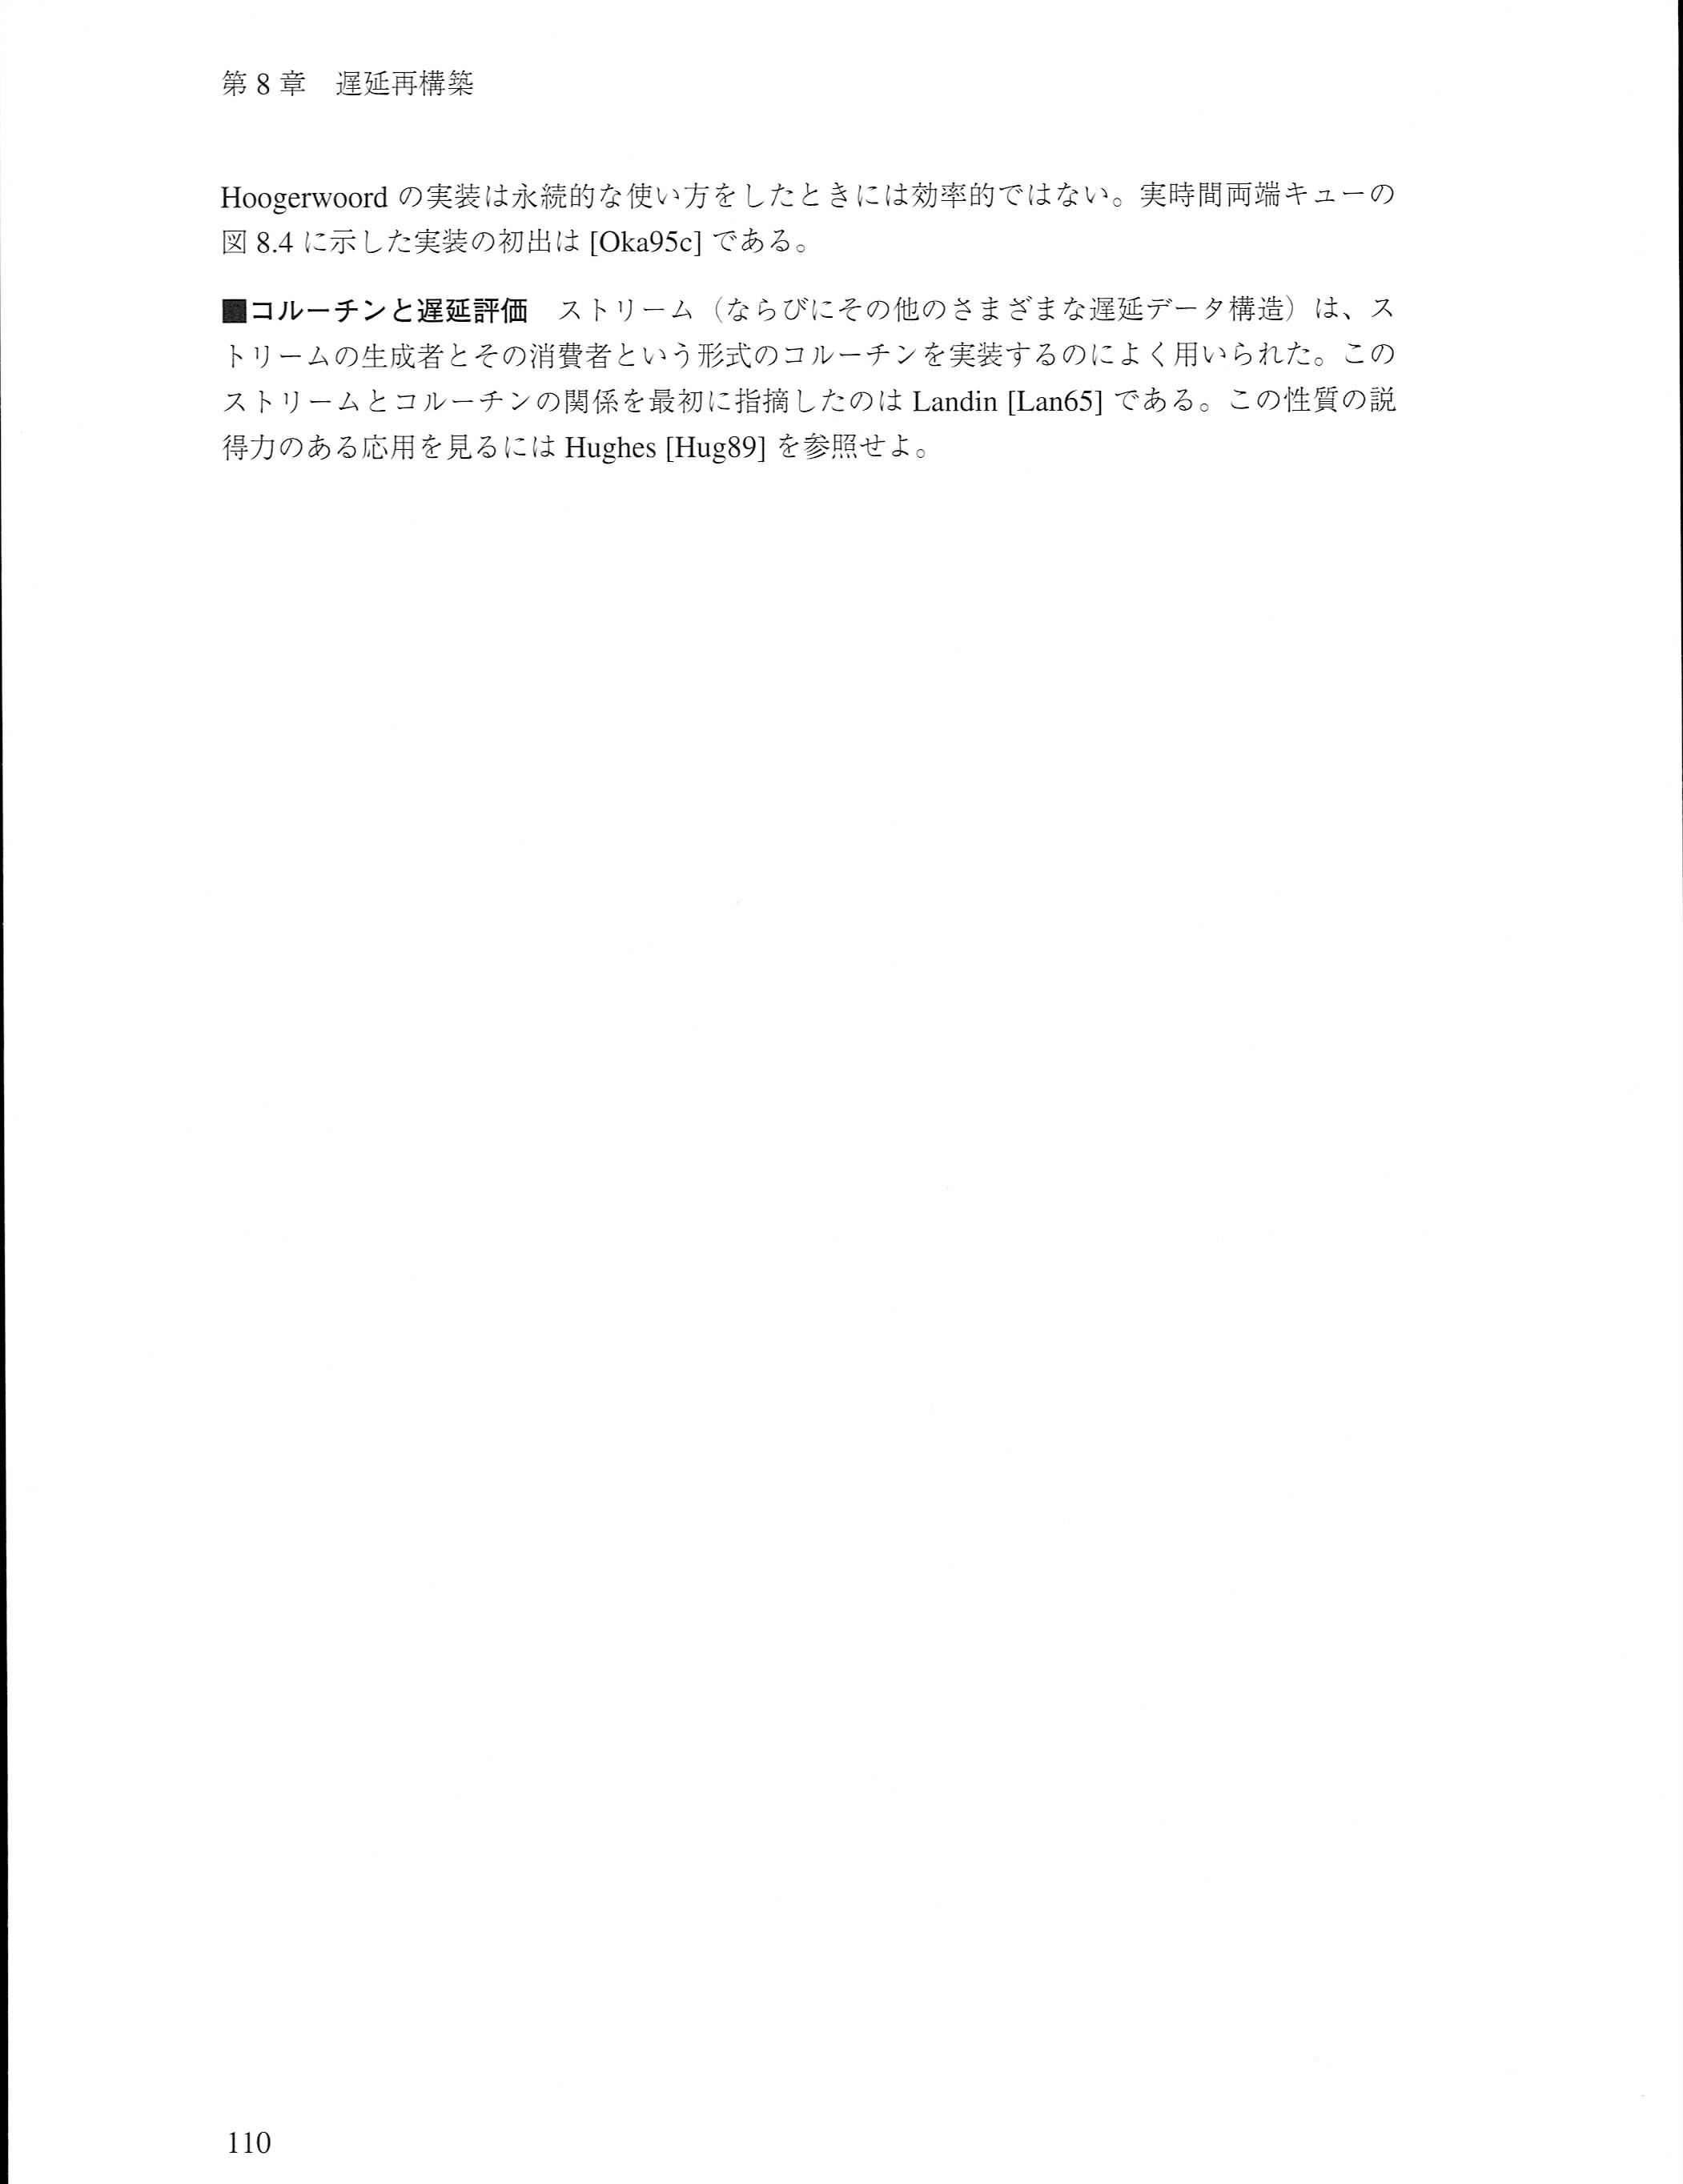 第 8 章　遅延再構築
Hoogerwoord の実装は永続的な使い方をしたときには効率的ではない。実時間両端キューの
図 8.4 に示した実装の初出は [Oka95c] である。
■コルーチンと遅延評価　ストリーム（ならびにその他のさまざまな遅延データ構造）は、ス
トリームの生成者とその消費者という形式のコルーチンを実装するのによく用いられた。この
ストリームとコルーチンの関係を最初に指摘したのは Landin [Lan65] である。この性質の説
得力のある応用を見るには Hughes [Hug89] を参照せよ。
110